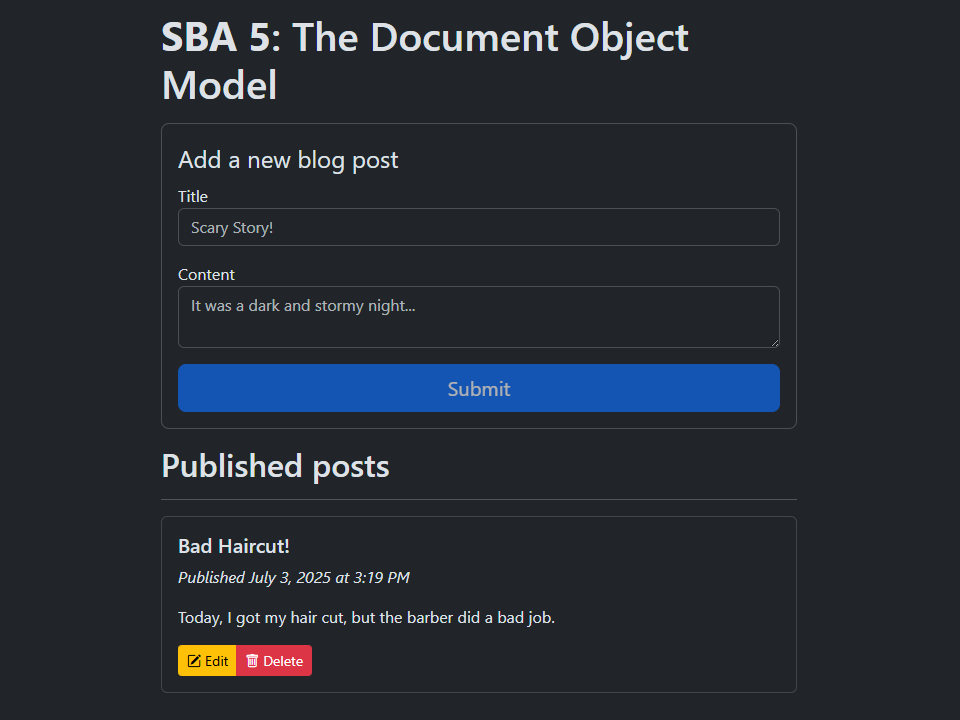 SBA 5: The Document Object
Model
Add a new blog post
Title
Scary Story!
Content
It was a dark and stormy night...
Submit
Published posts
Bad Haircut!
Published July 3, 2025 at 3:19 PM
Today, I got my hair cut, but the barber did a bad job.
Edit Delete